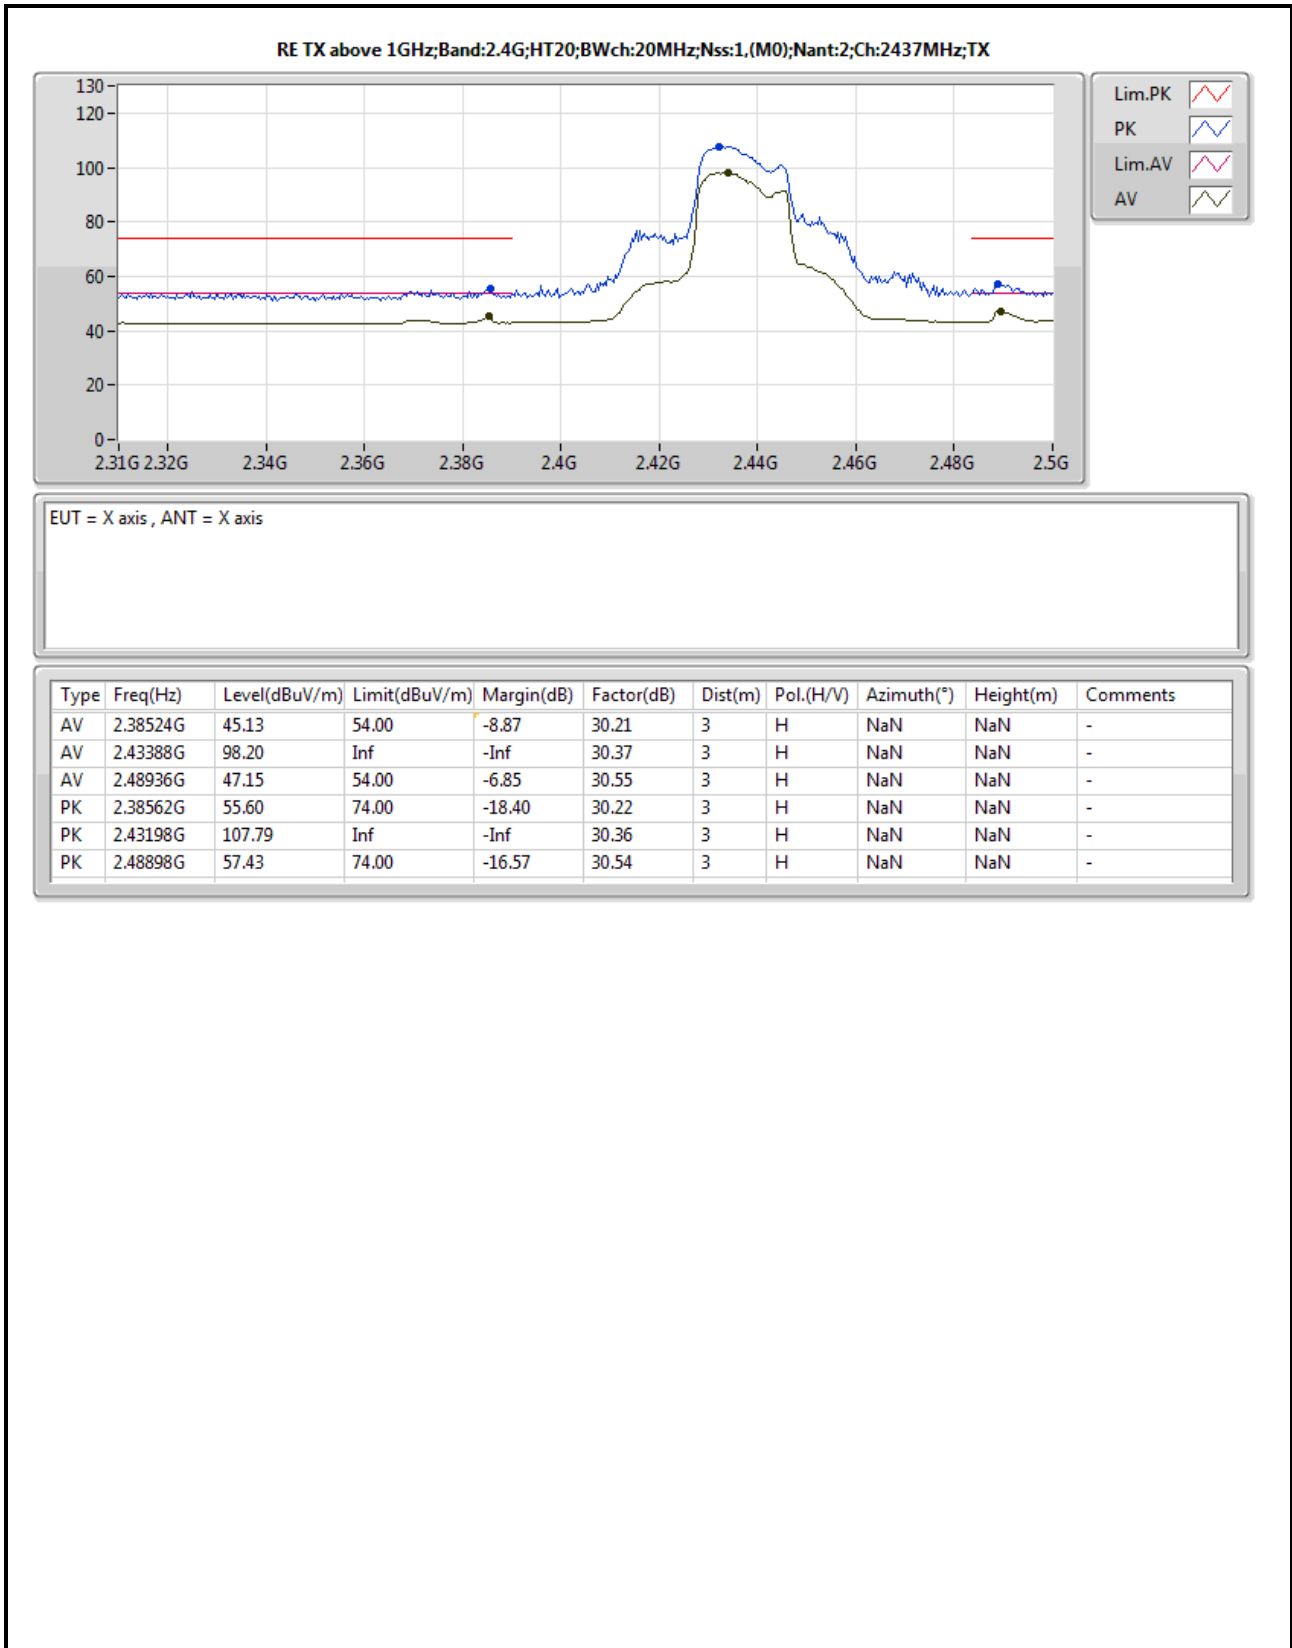 RE TX above 1GHz;Band:2.4G;HT20;BWch:20MHz;Nss:1,(M0);Nant:2;Ch:2437MHz;TX
130
120
100
80
60
40
20
0
2.31G 2.32G 2.34G 2.36G 2.38G 2.4G 2.42G 2.44G 2.46G 2.48G 2.5G
Lim.PK
PK
Lim.AV
AV
EUT = X axis , ANT = X axis
Type Freq(Hz) Level(dBuV/m) Limit(dBuV/m) Margin(dB) Factor(dB) Dist(m) Pol.(H/V) Azimuth(°) Height(m) Comments
AV 2.38524G 45.13 54.00 -8.87 30.21 3 H NaN NaN -
AV 2.43388G 98.20 Inf -Inf 30.37 3 H NaN NaN -
AV 2.48936G 47.15 54.00 -6.85 30.55 3 H NaN NaN -
PK 2.38562G 55.60 74.00 -18.40 30.22 3 H NaN NaN -
PK 2.43198G 107.79 Inf -Inf 30.36 3 H NaN NaN -
PK 2.48898G 57.43 74.00 -16.57 30.54 3 H NaN NaN -